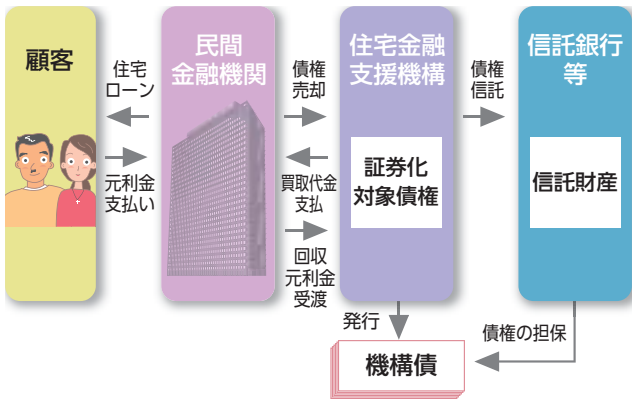 顧客
住宅
ローン
元利金
支払い
民間
金融機関
債権
売却
買取代金
支払
回収
元利金
受渡
住宅金融
支援機構
証券化
対象債権
債権
信託
信託銀行
等
信託財産
発行
債権の担保
機構債